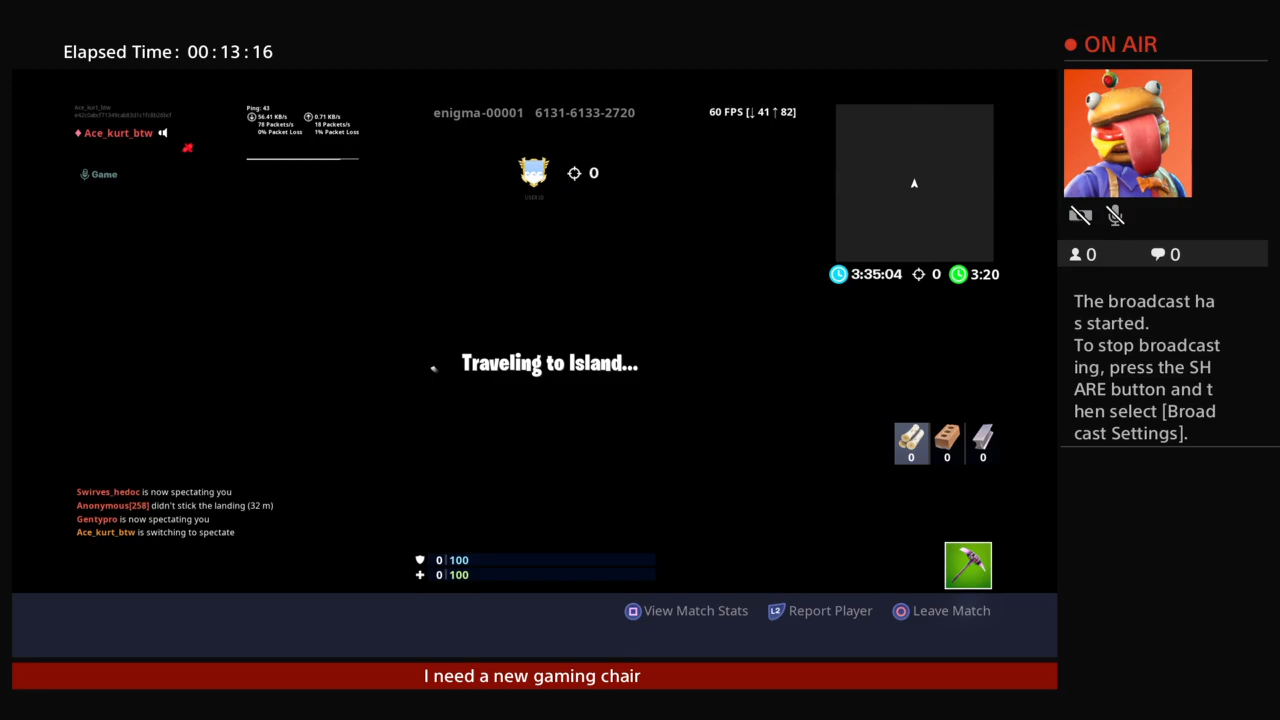 Elapsed Time: 00:13:16
ON AIR
Ace_kurt_btw
Ace_kurt_btw
Game
Ping: 43
56.41 KB/s 0.71 KB/s
78 Packets/s 18 Packets/s
0% Packet Loss 1% Packet Loss
enigma-00001 6131-6133-2720
60 FPS [↓ 41 ↑ 82]
0
USER ID
3:35:04 0 3:20
0 0
The broadcast ha
s started.
To stop broadcast
ing, press the SH
ARE button and t
hen select [Broad
cast Settings].
Traveling to Island...
0 0 0
Swirves_hedoc is now spectating you
Anonymous[258] didn't stick the landing (32 m)
Gentypro is now spectating you
Ace_kurt_btw is switching to spectate
0 | 100
0 | 100
View Match Stats L2 Report Player Leave Match
I need a new gaming chair